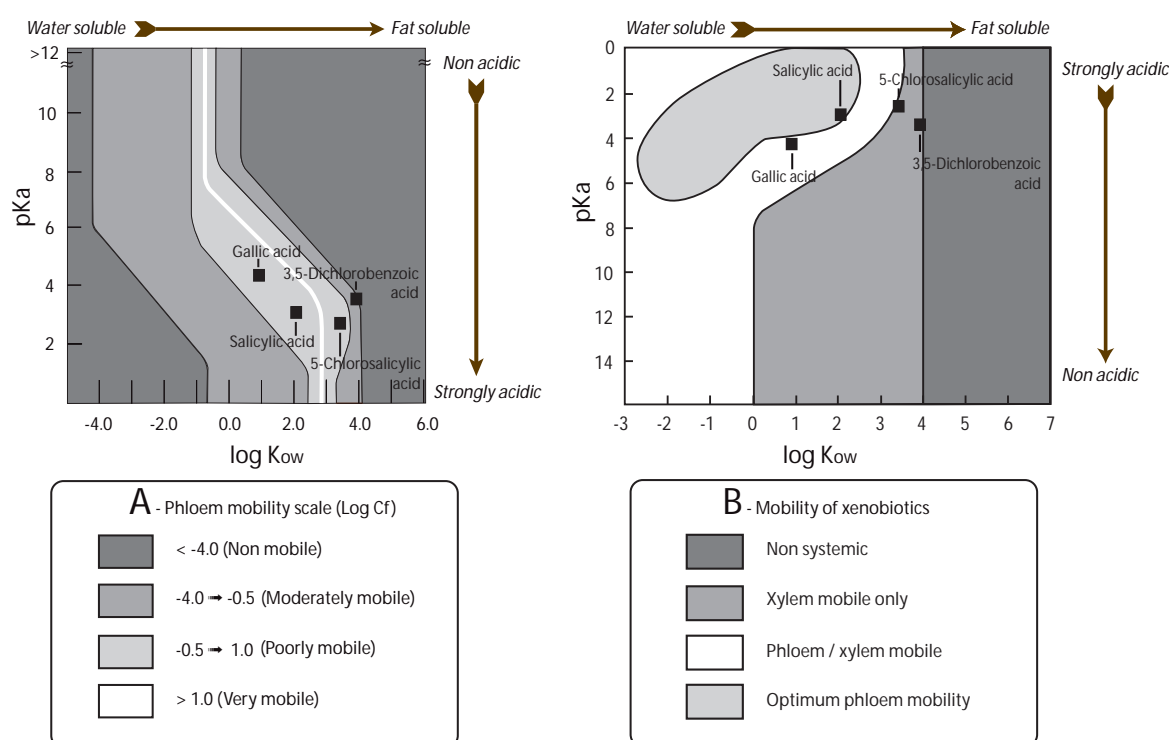 Water soluble
Fat soluble
>12
10
8
6
4
2
pKa
Non acidic
Strongly acidic
Gallic acid
3,5-Dichlorobenzoic
acid
Salicylic acid
5-Chlorosalicylic
acid
-4.0
-2.0
0.0
2.0
4.0
6.0
log Kow
A - Phloem mobility scale (Log Cf)
< -4.0 (Non mobile)
-4.0 ➟ -0.5 (Moderately mobile)
-0.5 ➟ 1.0 (Poorly mobile)
> 1.0 (Very mobile)
Water soluble
Fat soluble
0
2
4
6
8
10
12
14
pKa
Strongly acidic
Non acidic
Salicylic acid
5-Chlorosalicylic acid
Gallic acid
3,5-Dichlorobenzoic
acid
-3
-2
-1
0
1
2
3
4
5
6
7
log Kow
B - Mobility of xenobiotics
Non systemic
Xylem mobile only
Phloem / xylem mobile
Optimum phloem mobility